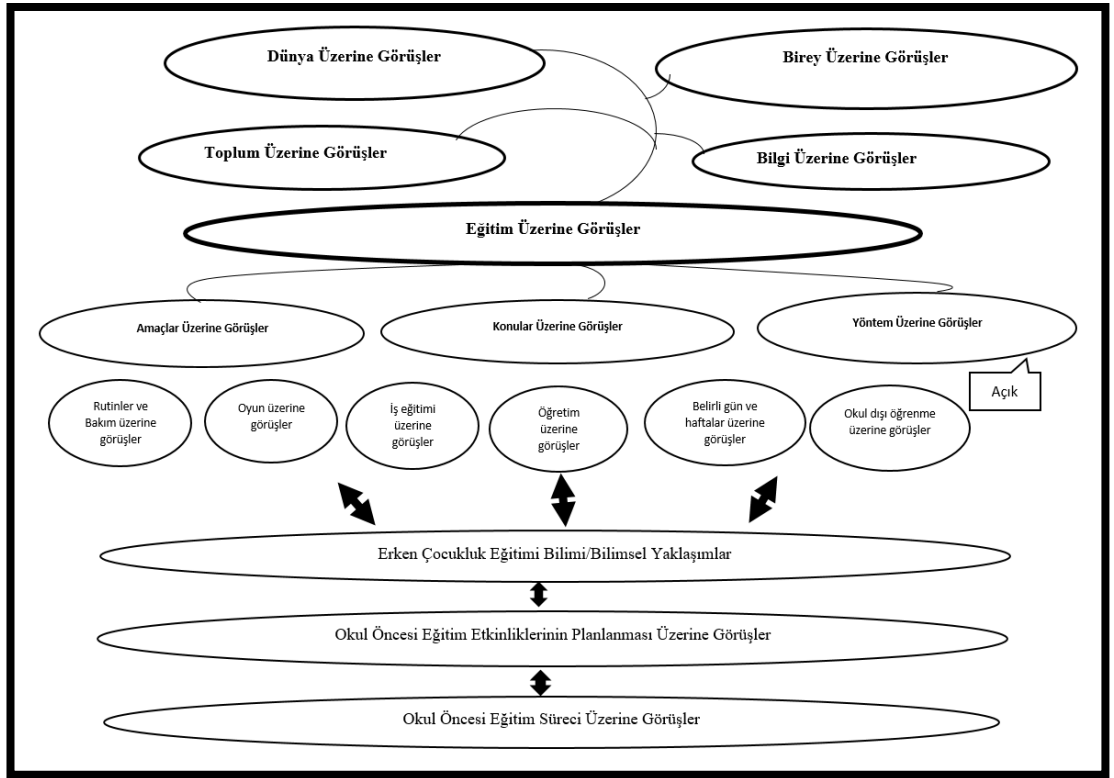 Dünya Üzerine Görüşler
Birey Üzerine Görüşler
Toplum Üzerine Görüşler
Bilgi Üzerine Görüşler
Eğitim Üzerine Görüşler
Amaçlar Üzerine Görüşler
Konular Üzerine Görüşler
Yöntem Üzerine Görüşler
Açık
Rutinler ve
Bakım üzerine
görüşler
Oyun üzerine
görüşler
İş eğitimi
üzerine
görüşler
Öğretim
üzerine
görüşler
Belirli gün ve
haftalar üzerine
görüşler
Okul dışı öğrenme
üzerine görüşler
Erken Çocukluk Eğitimi Bilimi/Bilimsel Yaklaşımlar
Okul Öncesi Eğitim Etkinliklerinin Planlanması Üzerine Görüşler
Okul Öncesi Eğitim Süreci Üzerine Görüşler